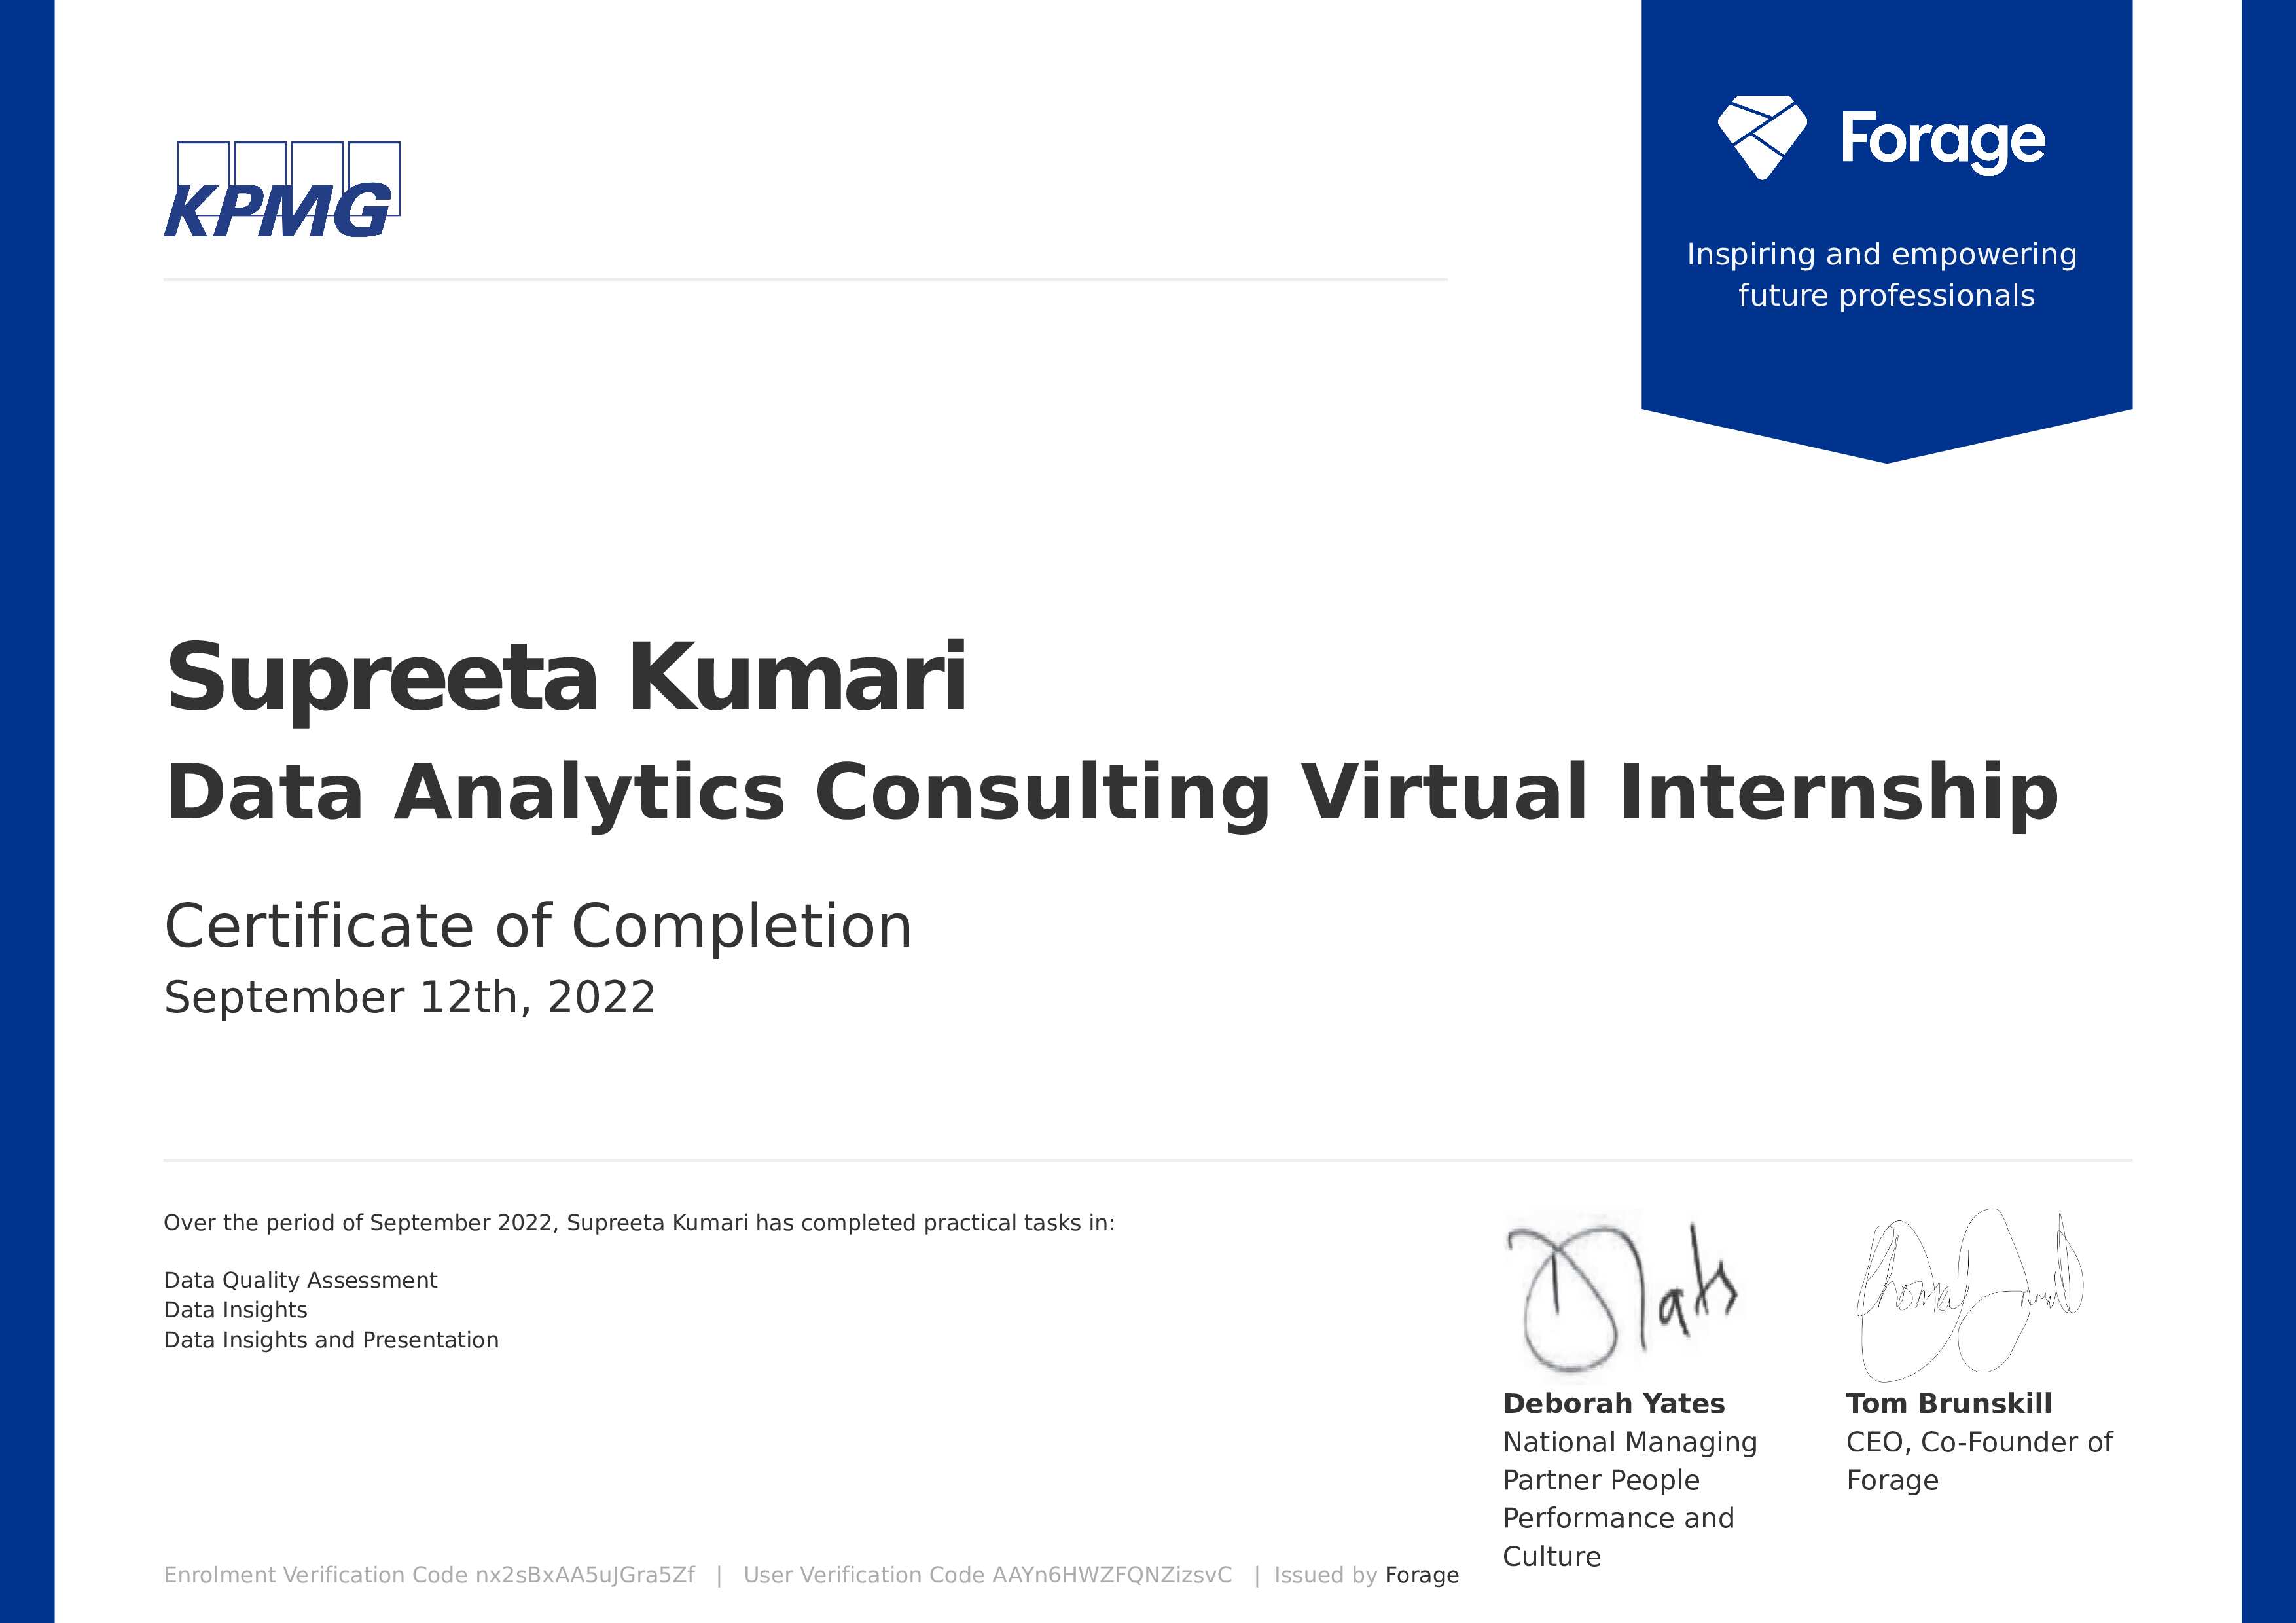 KPMG
Forage
Inspiring and empowering
future professionals
Supreeta Kumari
Data Analytics Consulting Virtual Internship
Certificate of Completion
September 12th, 2022
Over the period of September 2022, Supreeta Kumari has completed practical tasks in:
Data Quality Assessment
Data Insights
Data Insights and Presentation
Deborah Yates
National Managing
Partner People
Performance and
Culture
Tom Brunskill
CEO, Co-Founder of
Forage
Enrolment Verification Code nx2sBxAA5uJGra5Zf | User Verification Code AAYn6HWZFQNZizsvC | Issued by Forage